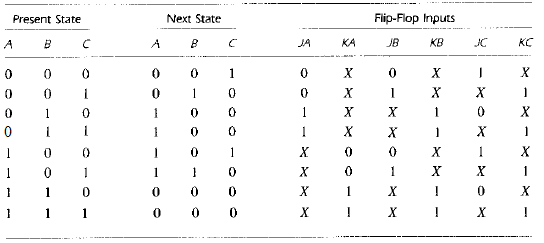 Present State Next State Flip-Flop Inputs
A B C A B C JA KA JB KB JC KC
0 0 0 0 0 1 0 X 0 X 1 X
0 0 1 0 1 0 0 X 1 X X 1
0 1 0 1 0 0 1 X X 1 0 X
0 1 1 1 0 0 1 X X 1 X 1
1 0 0 1 0 1 X 0 0 X 1 X
1 0 1 1 1 0 X 0 1 X X 1
1 1 0 0 0 0 X 1 X 1 0 X
1 1 1 0 0 0 X 1 X 1 X 1